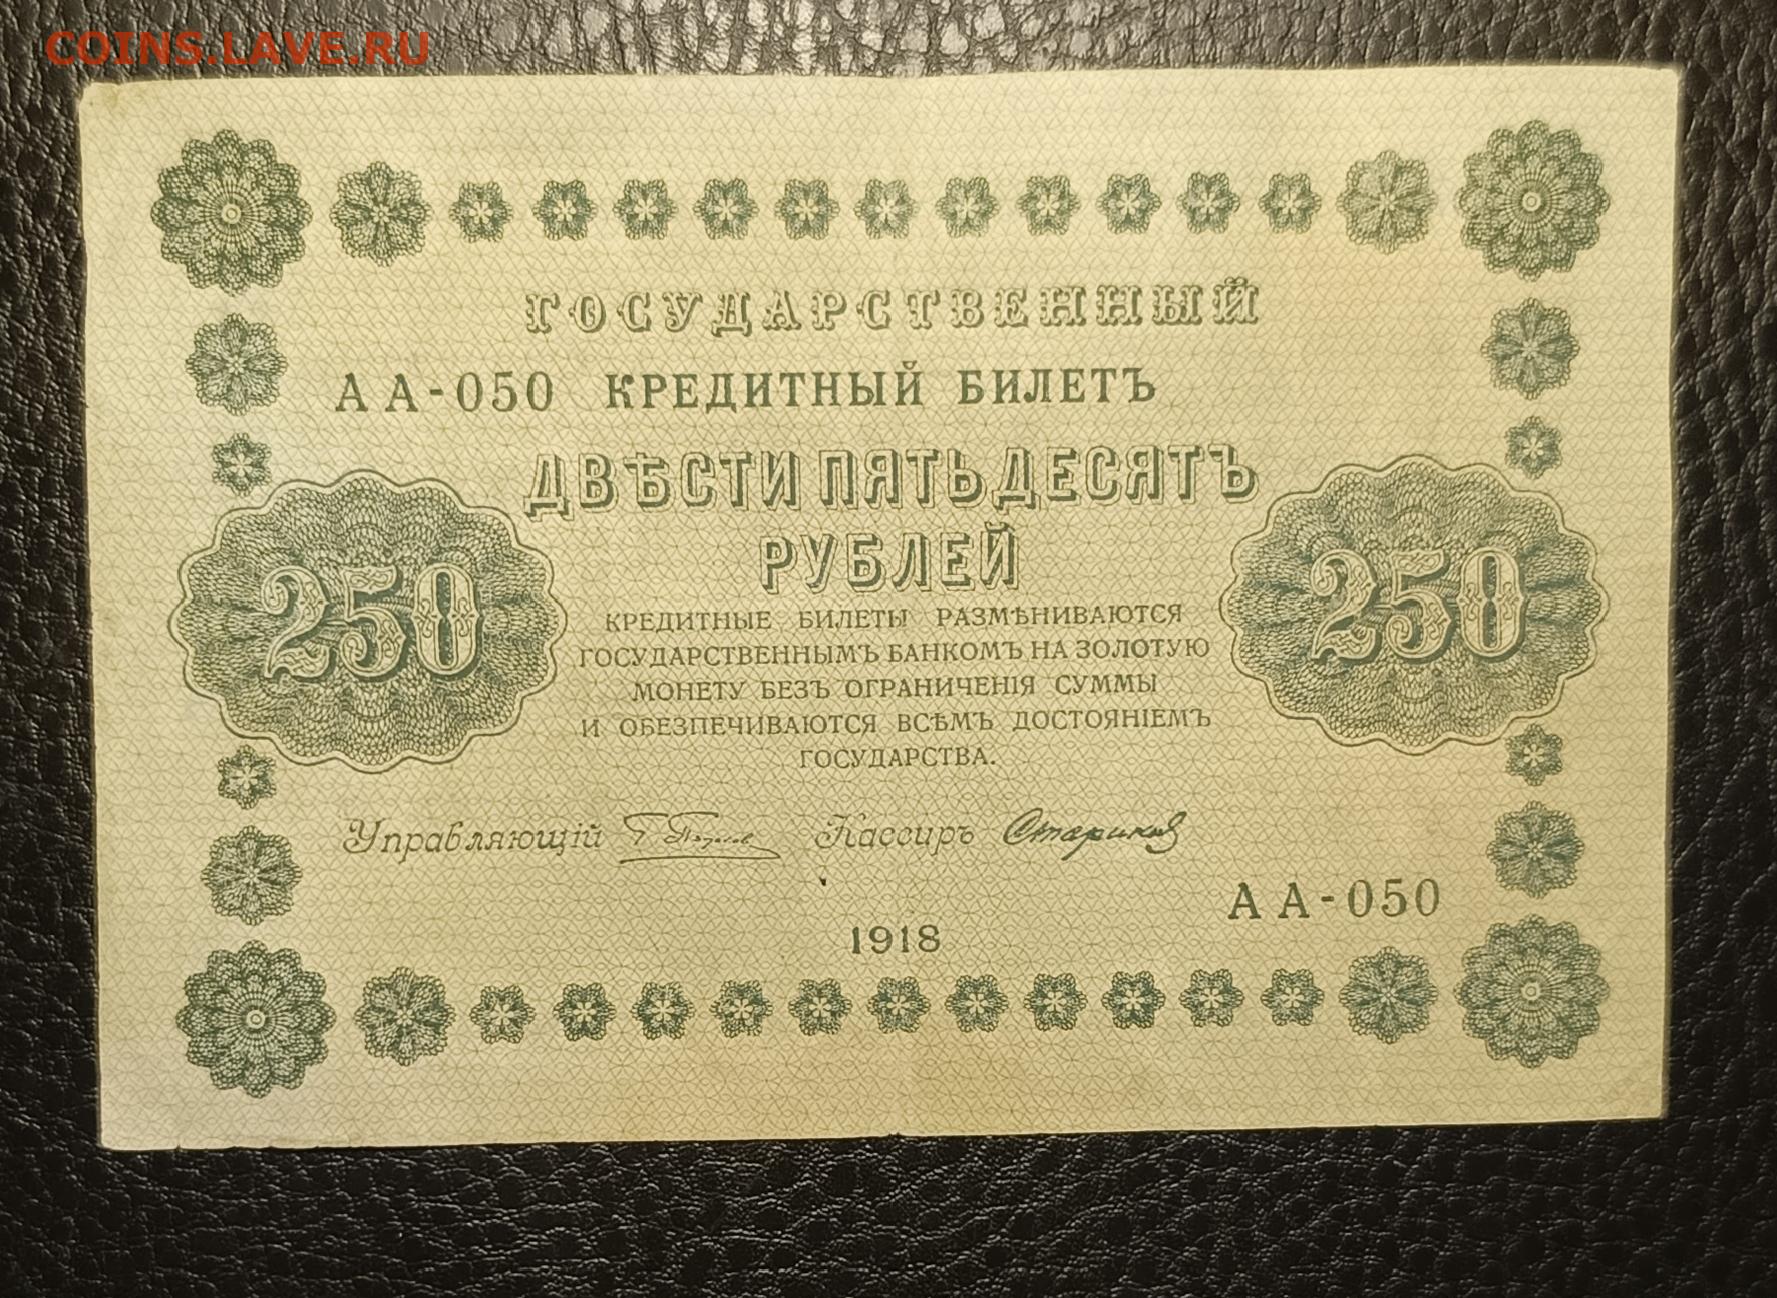 COINS.LAVE.RU
ГОСУДАРСТВЕННЫЙ
АА-050 КРЕДИТНЫЙ БИЛЕТЪ
ДВѢСТИ ПЯТЬДЕСЯТЪ
РУБЛЕЙ
250
250
КРЕДИТНЫЕ БИЛЕТЫ РАЗМѢНИВАЮТСЯ
ГОСУДАРСТВЕННЫМЪ БАНКОМЪ НА ЗОЛОТУЮ
МОНЕТУ БЕЗЪ ОГРАНИЧЕНІЯ СУММЫ
И ОБЕЗПЕЧИВАЮТСЯ ВСѢМЪ ДОСТОЯНІЕМЪ
ГОСУДАРСТВА.
Управляющій Кассиръ Стариков
АА-050
1918